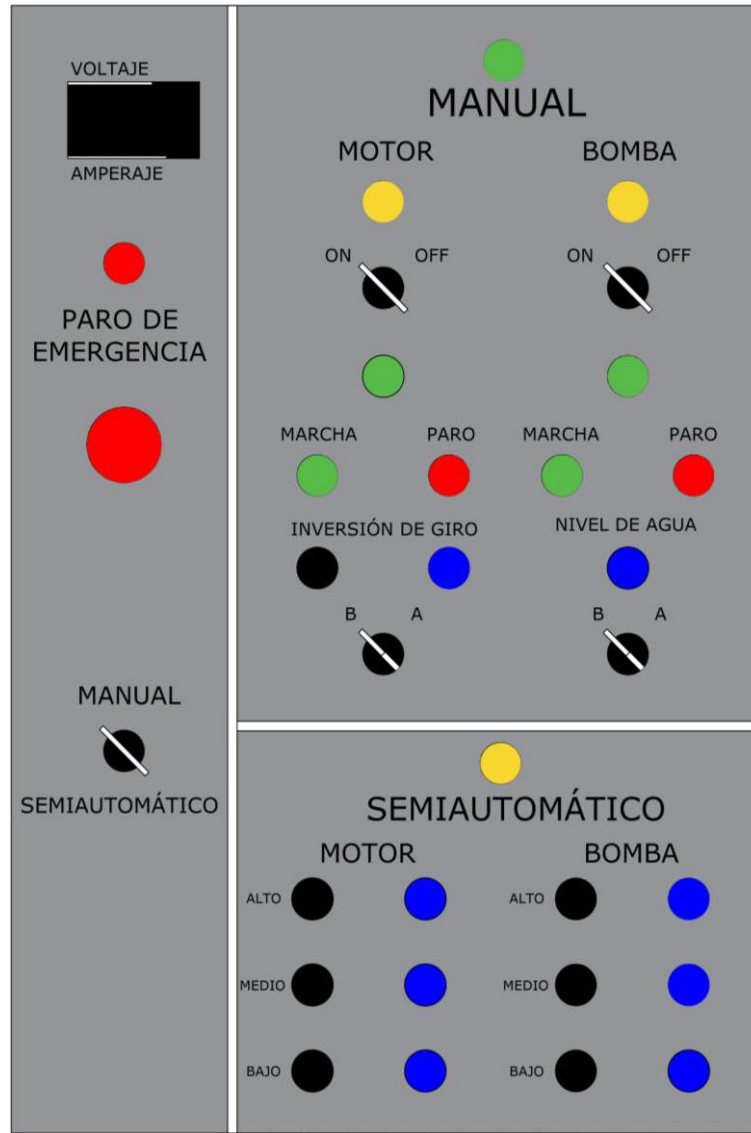 VOLTAJE
AMPERAJE
PARO DE
EMERGENCIA
MANUAL
SEMIAUTOMÁTICO
MANUAL
MOTOR BOMBA
ON OFF ON OFF
MARCHA PARO MARCHA PARO
INVERSIÓN DE GIRO NIVEL DE AGUA
B A B A
SEMIAUTOMÁTICO
MOTOR BOMBA
ALTO ALTO
MEDIO MEDIO
BAJO BAJO